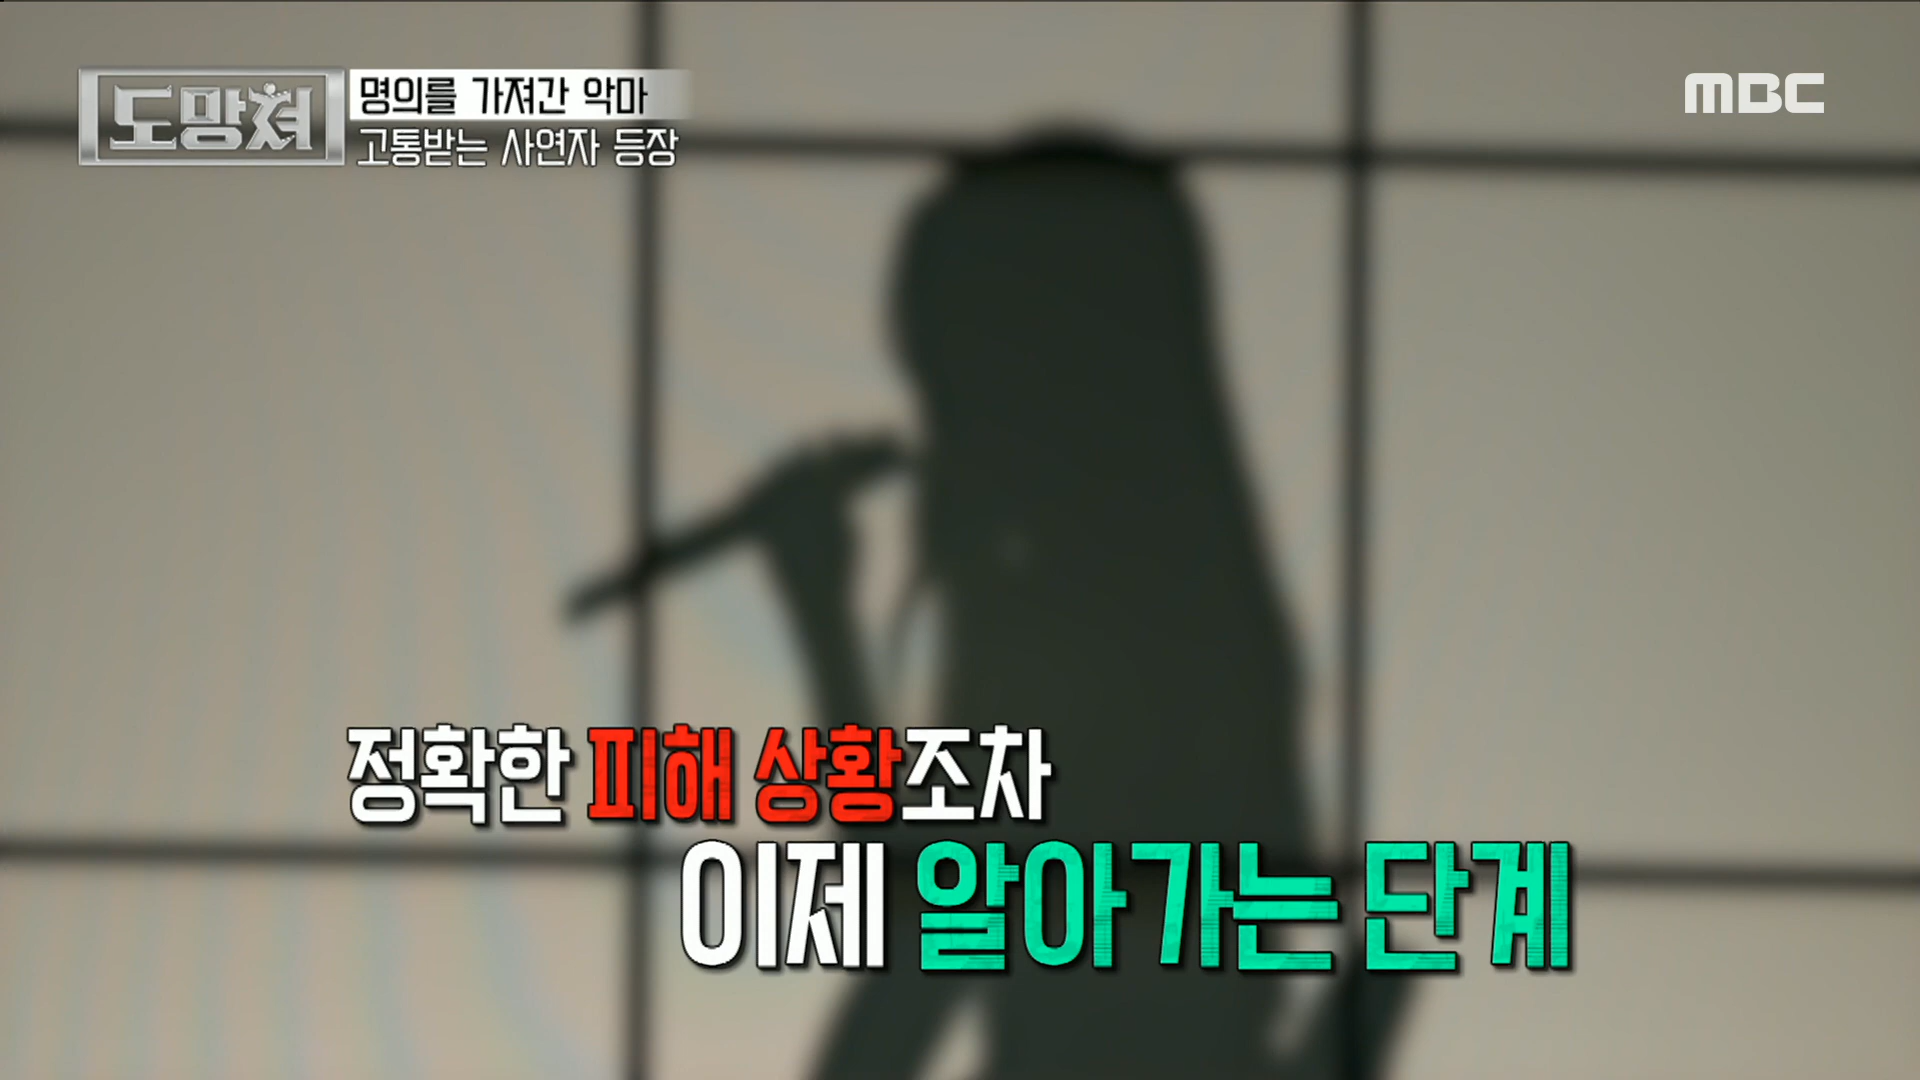 도망쳐
명의를 가져간 악마
고통받는 사연자 등장
MBC
정확한 피해 상황조차
이제 알아가는 단계